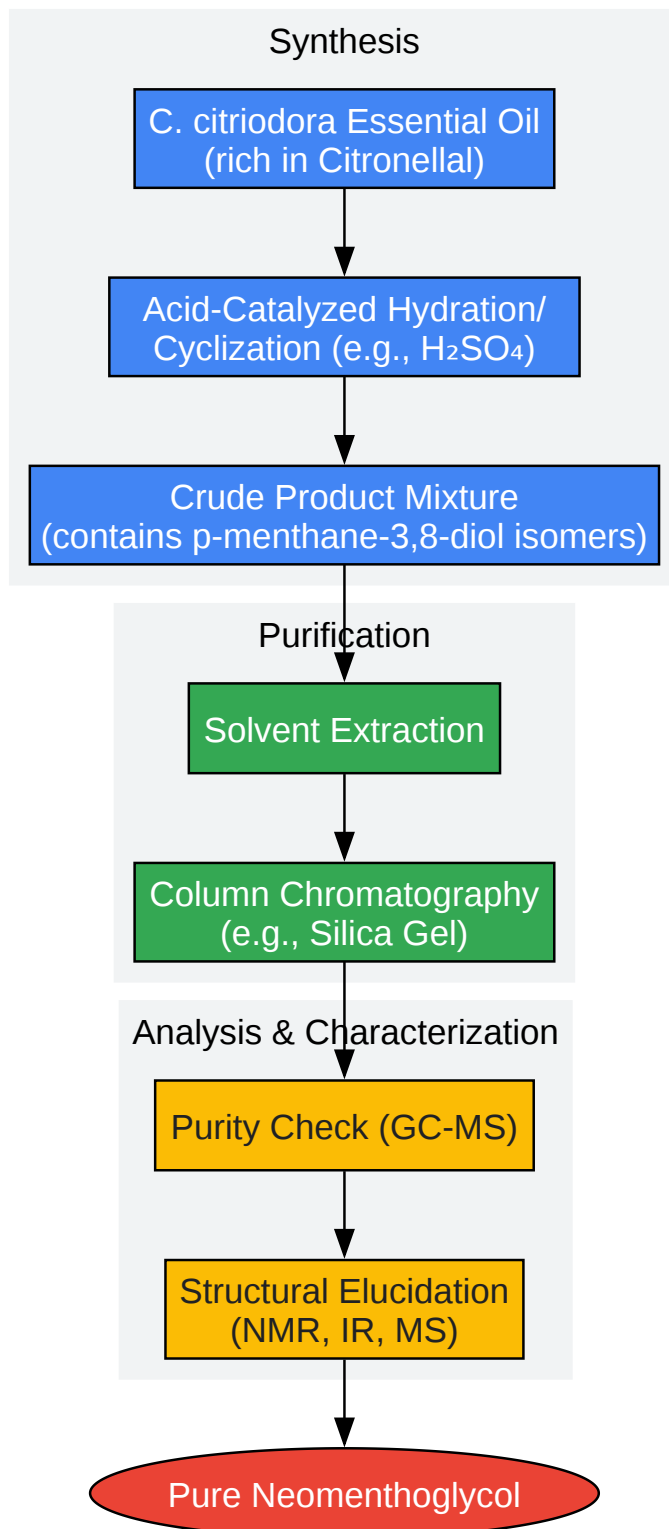 Synthesis
C. citriodora Essential Oil
(rich in Citronellal)
Acid-Catalyzed Hydration/
Cyclization (e.g., H₂SO₄)
Crude Product Mixture
(contains p-menthane-3,8-diol isomers)
Purification
Solvent Extraction
Column Chromatography
(e.g., Silica Gel)
Analysis & Characterization
Purity Check (GC-MS)
Structural Elucidation
(NMR, IR, MS)
Pure Neomenthoglycol